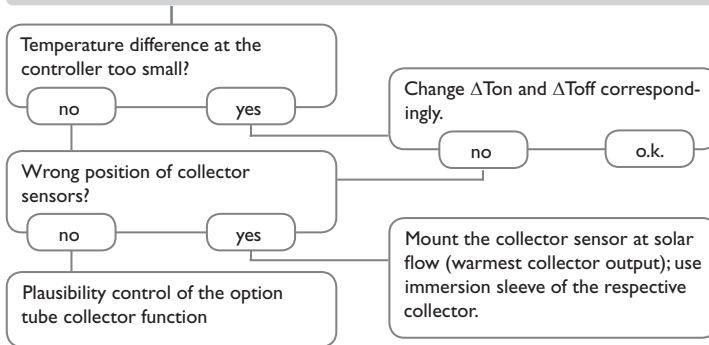 Temperature difference at the
controller too small?
no
yes
Change ΔTon and ΔToff correspond-
ingly.
no
o.k.
Wrong position of collector
sensors?
no
yes
Mount the collector sensor at solar
flow (warmest collector output); use
immersion sleeve of the respective
collector.
Plausibility control of the option
tube collector function